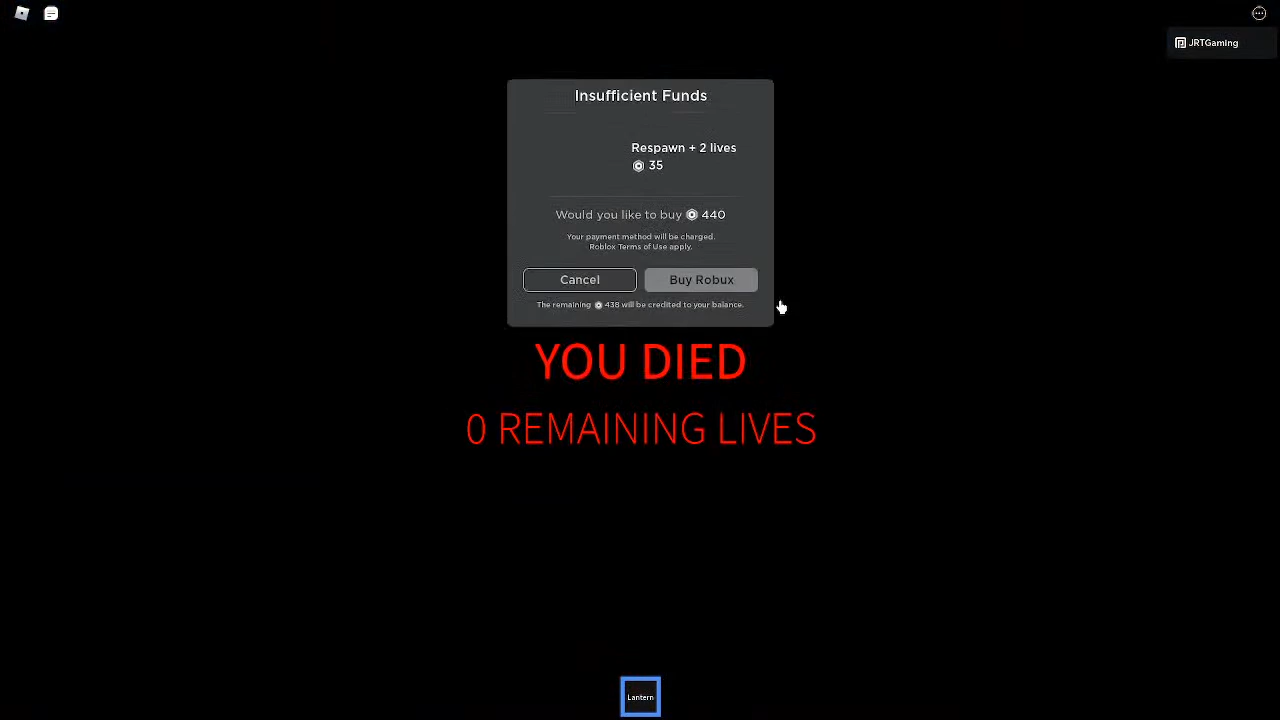 JRTGaming
Insufficient Funds
Respawn + 2 lives
35
Would you like to buy 440
Your payment method will be charged.
Roblox Terms of Use apply.
Cancel
Buy Robux
The remaining 438 will be credited to your balance.
YOU DIED
0 REMAINING LIVES
Lantern